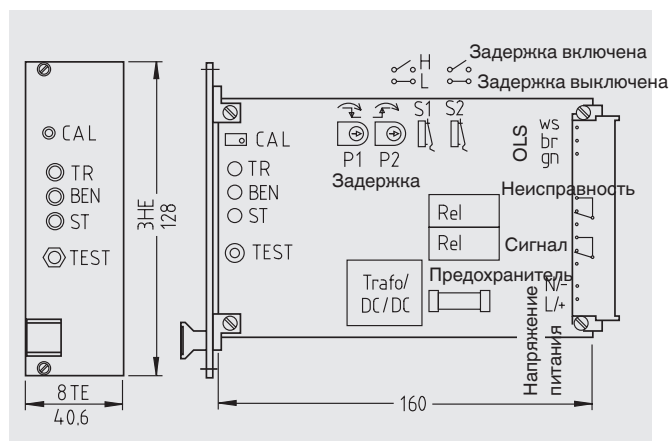 Задержка включена
H
L
Задержка выключена
S1
S2
CAL
TR
BEN
ST
TEST
3HE
128
CAL
TR
BEN
ST
TEST
P1
P2
Задержка
OLS
ws
br
gn
Неисправность
Rel
Rel
Сигнал
Предохранитель
Trafo/
DC/DC
N/-
L/+
Напряжение
питания
8TE
40.6
160